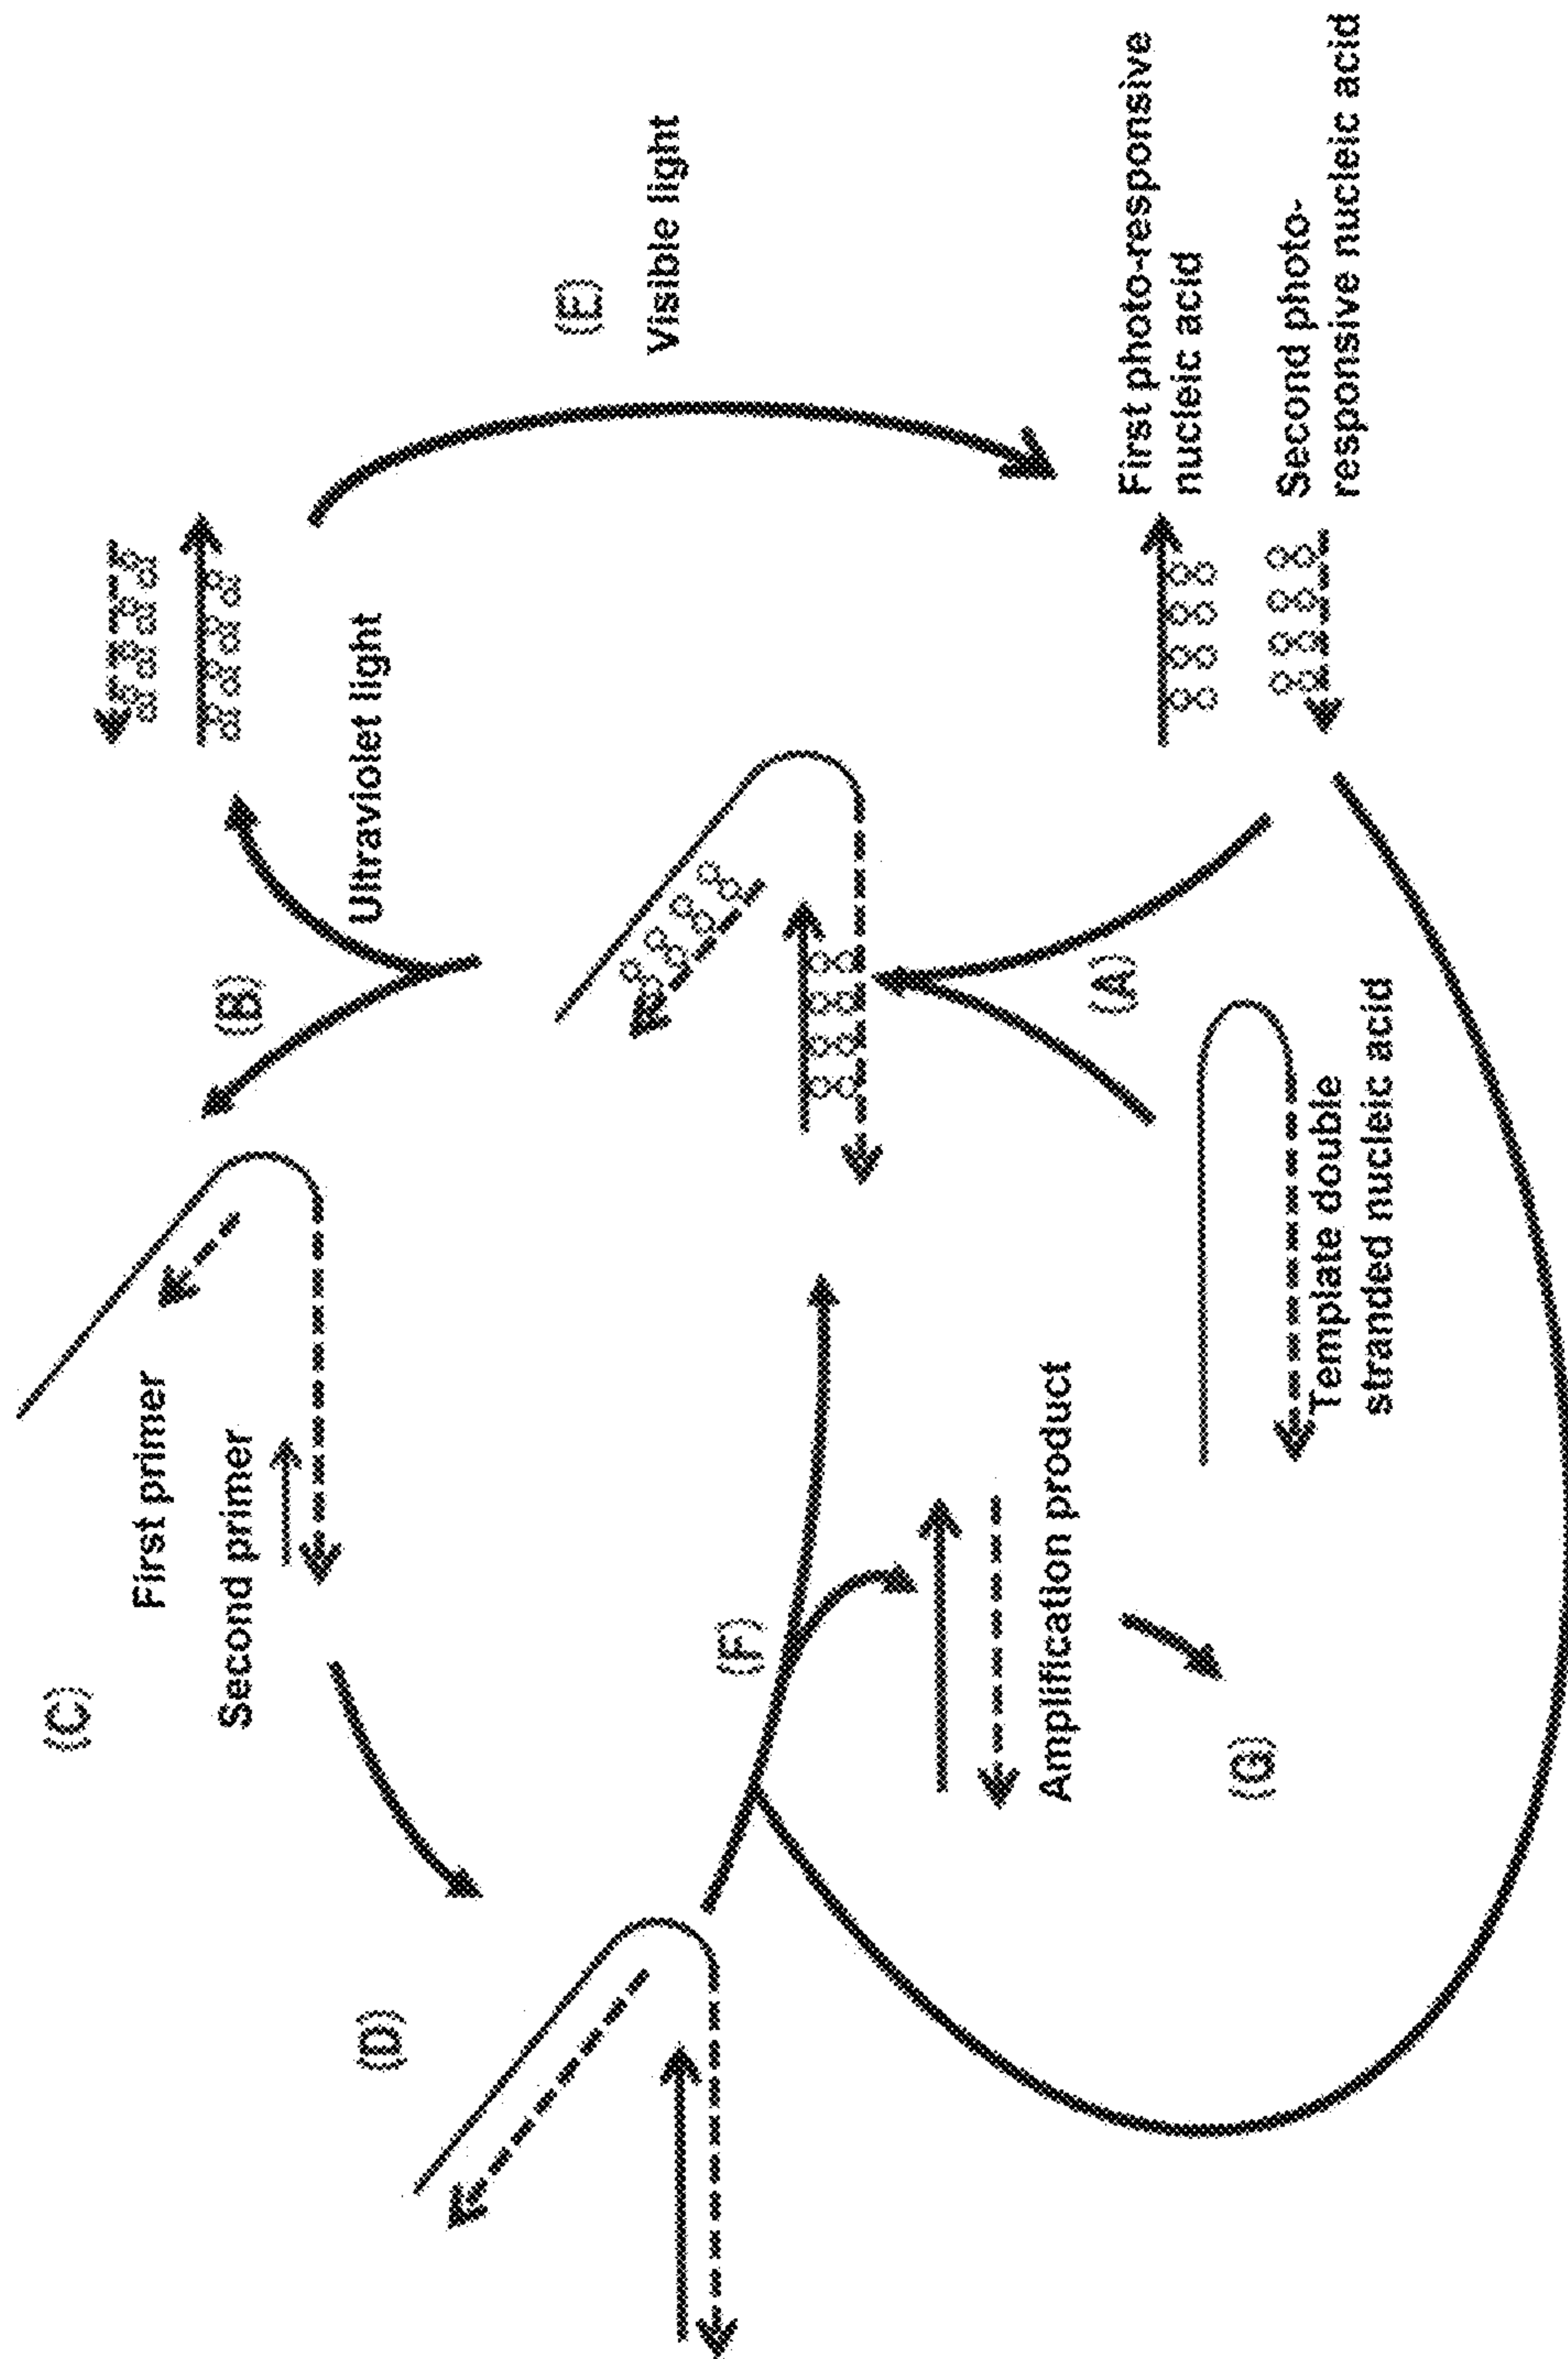 (C)
First primer
Second primer
(B)
Ultraviolet light
(E)
Visible light
(D)
(F)
Amplification product
(G)
(A)
Template double
stranded nucleic acid
First photo-responsive
nucleic acid
Second photo-
responsive nucleic acid